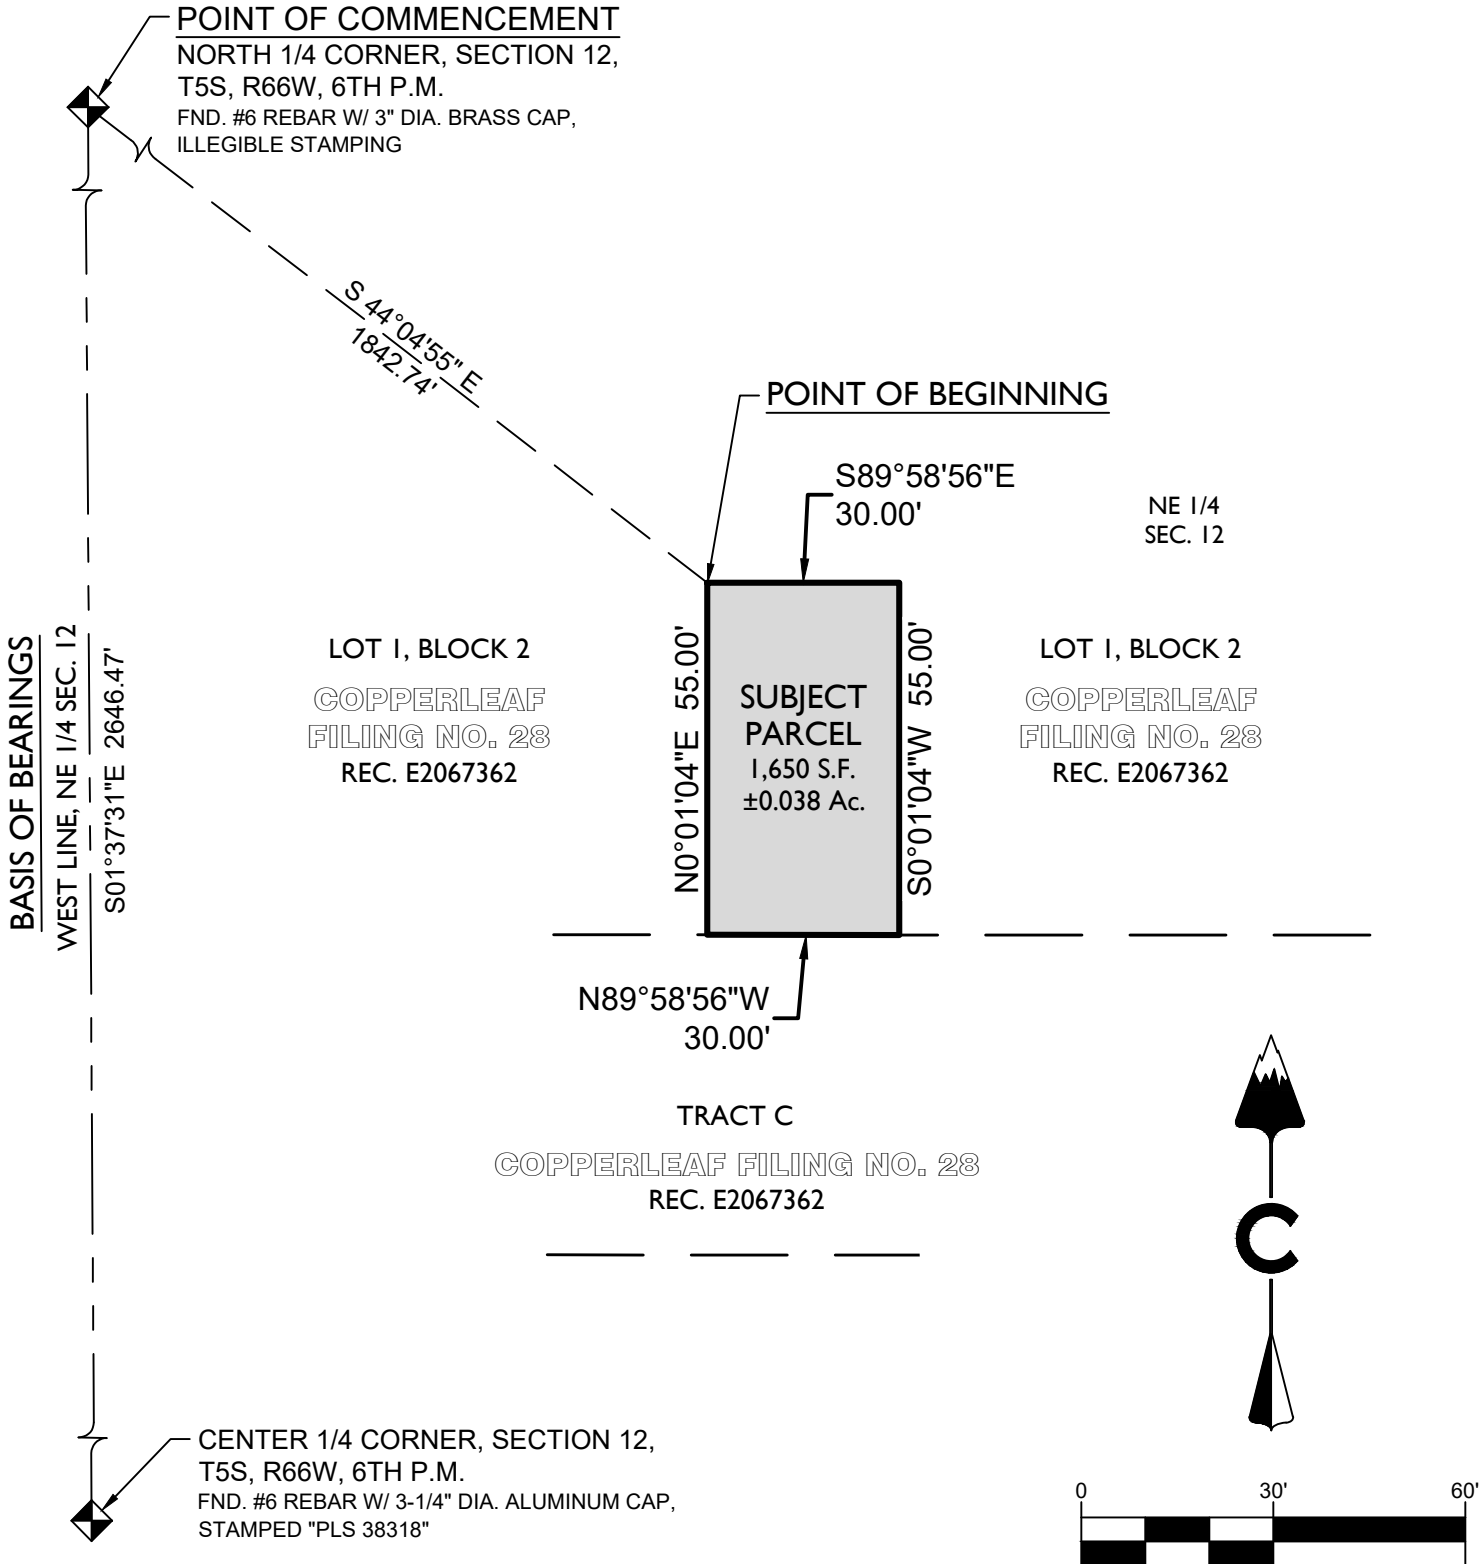 POINT OF COMMENCEMENT
NORTH 1/4 CORNER, SECTION 12,
T5S, R66W, 6TH P.M.
FND. #6 REBAR W/ 3" DIA. BRASS CAP,
ILLEGIBLE STAMPING
S 44°04'55" E
1842.74'
POINT OF BEGINNING
S89°58'56"E
30.00'
NE 1/4
SEC. 12
BASIS OF BEARINGS
WEST LINE, NE 1/4 SEC. 12
S01°37'31"E 2646.47'
LOT 1, BLOCK 2
COPPERLEAF
FILING NO. 28
REC. E2067362
N0°01'04"E 55.00'
SUBJECT
PARCEL
1,650 S.F.
±0.038 Ac.
S0°01'04"W 55.00'
LOT 1, BLOCK 2
COPPERLEAF
FILING NO. 28
REC. E2067362
N89°58'56"W
30.00'
TRACT C
COPPERLEAF FILING NO. 28
REC. E2067362
C
CENTER 1/4 CORNER, SECTION 12,
T5S, R66W, 6TH P.M.
FND. #6 REBAR W/ 3-1/4" DIA. ALUMINUM CAP,
STAMPED "PLS 38318"
0 30' 60'